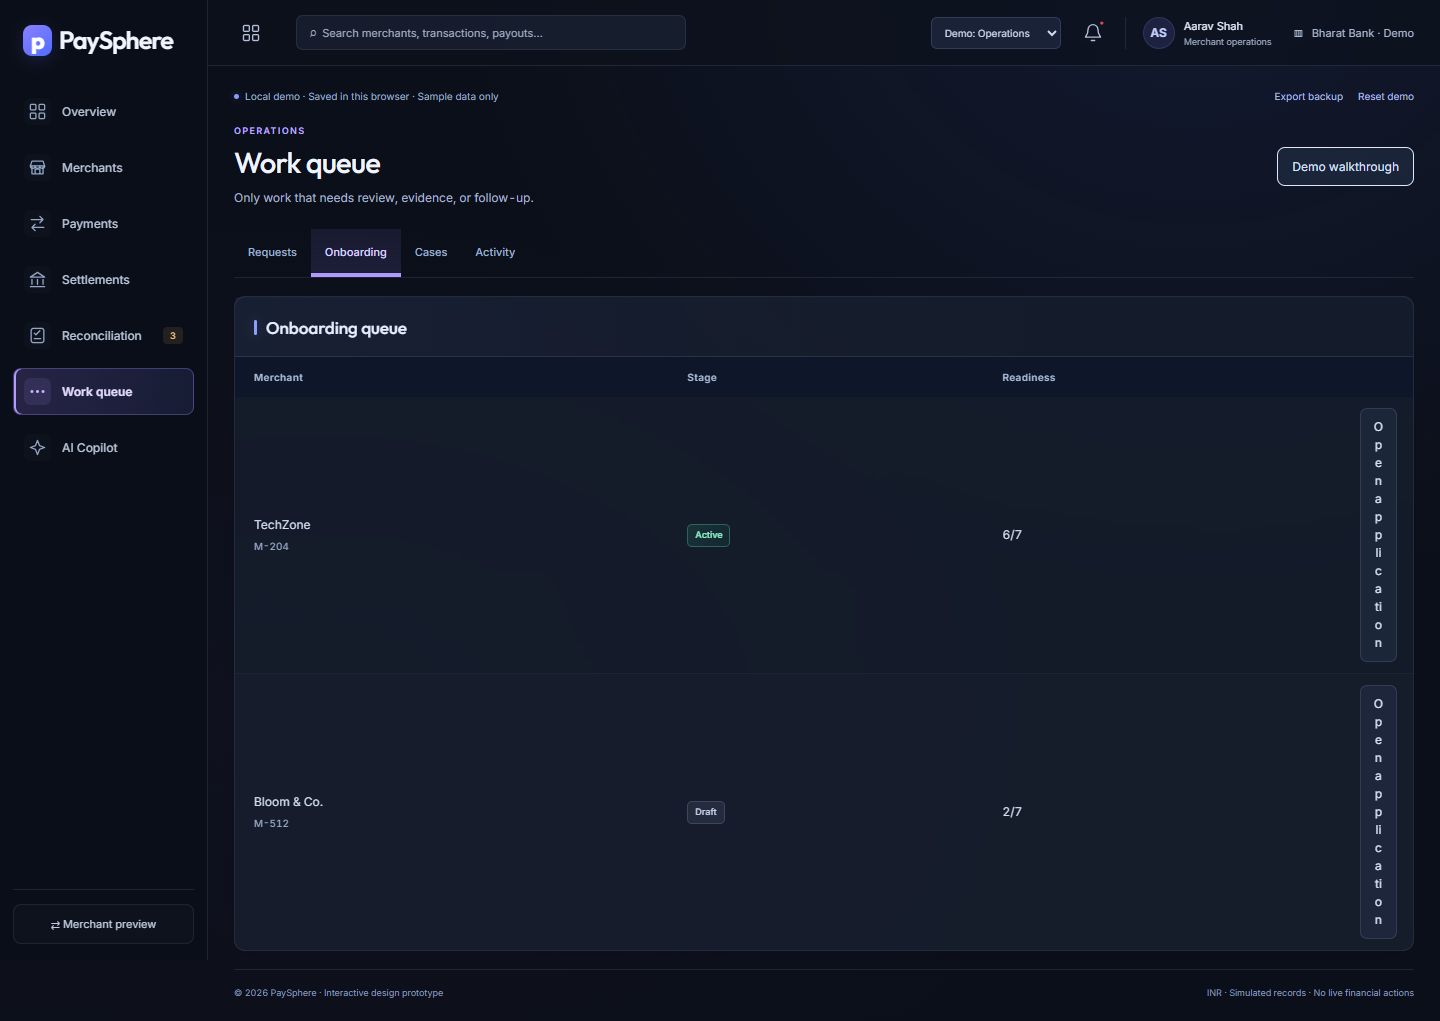 p PaySphere
Search merchants, transactions, payouts...
Demo: Operations
AS
Aarav Shah
Merchant operations
Bharat Bank · Demo
Overview
Merchants
Payments
Settlements
Reconciliation 3
Work queue
AI Copilot
⇄ Merchant preview
Local demo · Saved in this browser · Sample data only
Export backup Reset demo
OPERATIONS
Work queue
Only work that needs review, evidence, or follow-up.
Demo walkthrough
Requests Onboarding Cases Activity
Onboarding queue
Merchant Stage Readiness
TechZone
M-204
Active
6/7
Open application
Bloom & Co.
M-512
Draft
2/7
Open application
© 2026 PaySphere · Interactive design prototype
INR · Simulated records · No live financial actions